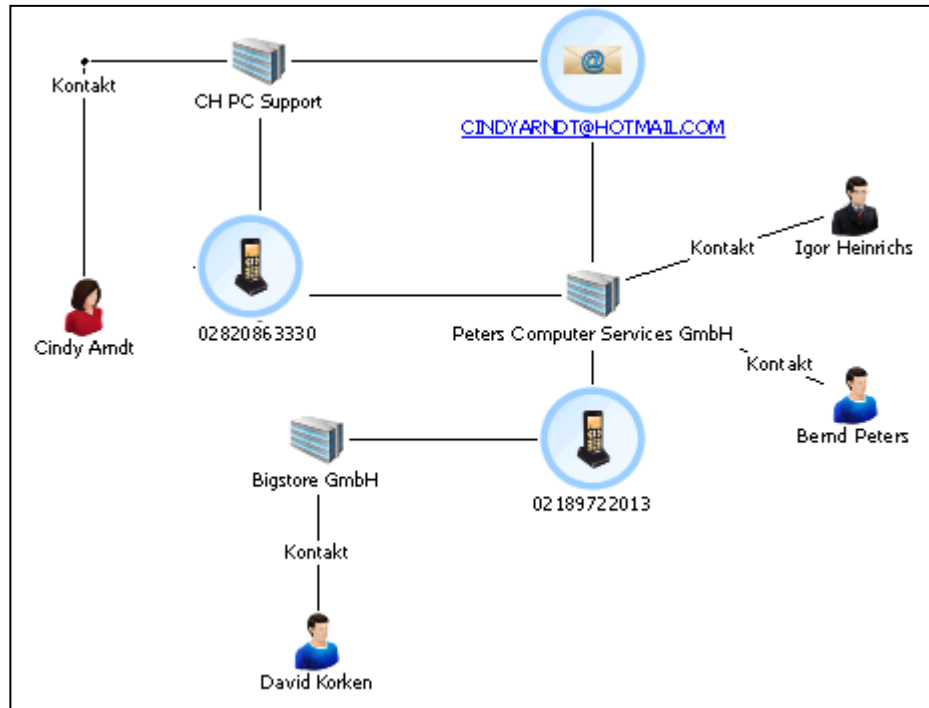 Kontakt
CH PC Support
CINDYARNDT@HOTMAIL.COM
Kontakt
Igor Heinrichs
Cindy Arndt
02820863330
Peters Computer Services GmbH
Kontakt
Bernd Peters
Bigstore GmbH
02189722013
Kontakt
David Korken